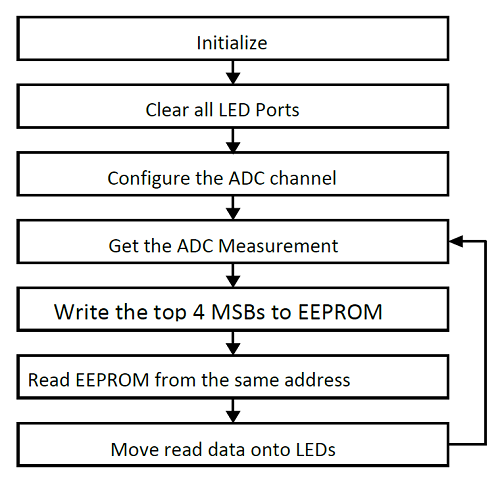 Initialize
Clear all LED Ports
Configure the ADC channel
Get the ADC Measurement
Write the top 4 MSBs to EEPROM
Read EEPROM from the same address
Move read data onto LEDs